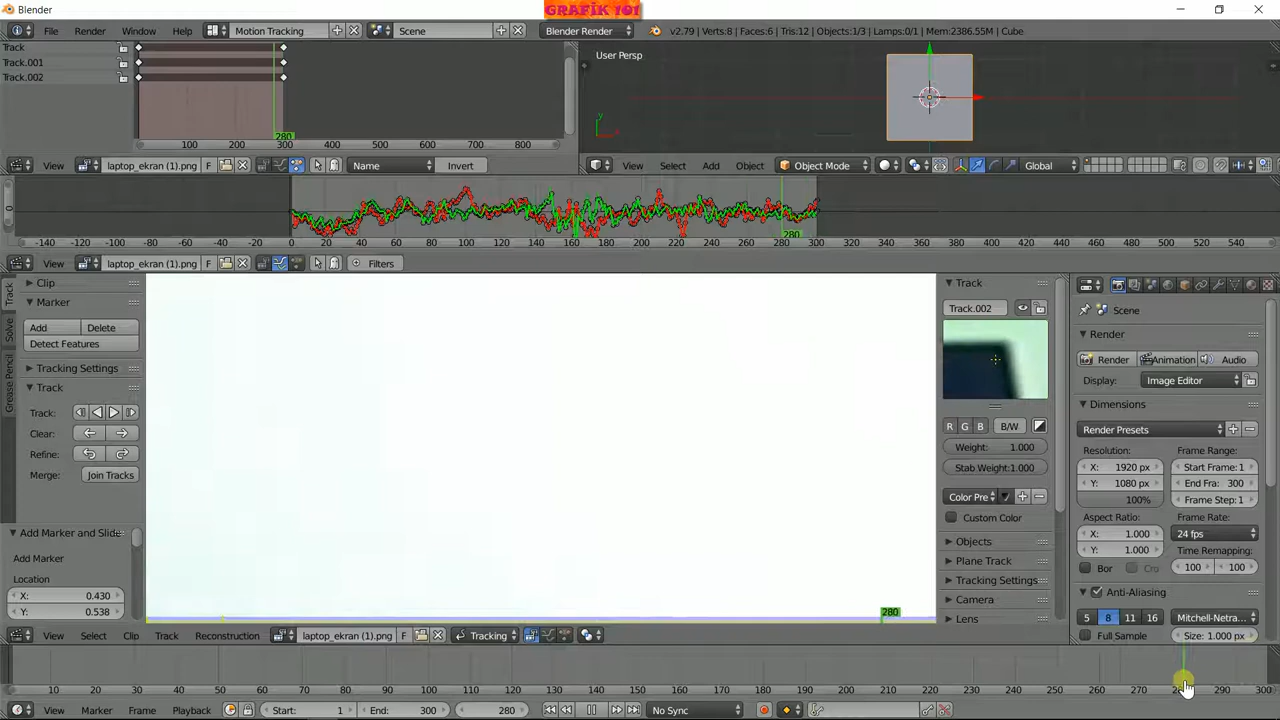 Blender
GRAFİK 101
File Render Window Help Motion Tracking Scene Blender Render v2.79 | Verts:8 | Faces:6 | Tris:12 | Objects:1/3 | Lamps:0/1 | Mem:2386.55M | Cube
Track
Track.001
Track.002
280
100 200 300 400 500 600 700 800
User Persp
y
View laptop_ekran (1).png F Name Invert
View Select Add Object Object Mode Global
0
280
-140 -120 -100 -80 -60 -40 -20 0 20 40 60 80 100 120 140 160 180 200 220 240 260 280 300 320 340 360 380 400 420 440 460 480 500 520 540
View laptop_ekran (1).png F Filters
Track
Solve
Grease Pencil
Clip
Marker
Add Delete
Detect Features
Tracking Settings
Track
Track:
Clear:
Refine:
Merge: Join Tracks
Add Marker and Slide
Add Marker
Location
X: 0.430
Y: 0.538
280
Track
Track.002
R G B B/W
Weight: 1.000
Stab Weight:1.000
Color Pre
Custom Color
Objects
Plane Track
Tracking Settings
Camera
Lens
Scene
Render
Render Animation Audio
Display: Image Editor
Dimensions
Render Presets
Resolution: Frame Range:
X: 1920 px Start Frame:1
Y: 1080 px End Fra: 300
100% Frame Step:1
Aspect Ratio: Frame Rate:
X: 1.000 24 fps
Y: 1.000 Time Remapping:
Bor Cro 100 100
Anti-Aliasing
5 8 11 16 Mitchell-Netra...
Full Sample Size: 1.000 px
View Select Clip Track Reconstruction laptop_ekran (1).png F Tracking
10 20 30 40 50 60 70 80 90 100 110 120 130 140 150 160 170 180 190 200 210 220 230 240 250 260 270 290 300
View Marker Frame Playback Start: 1 End: 300 280 No Sync